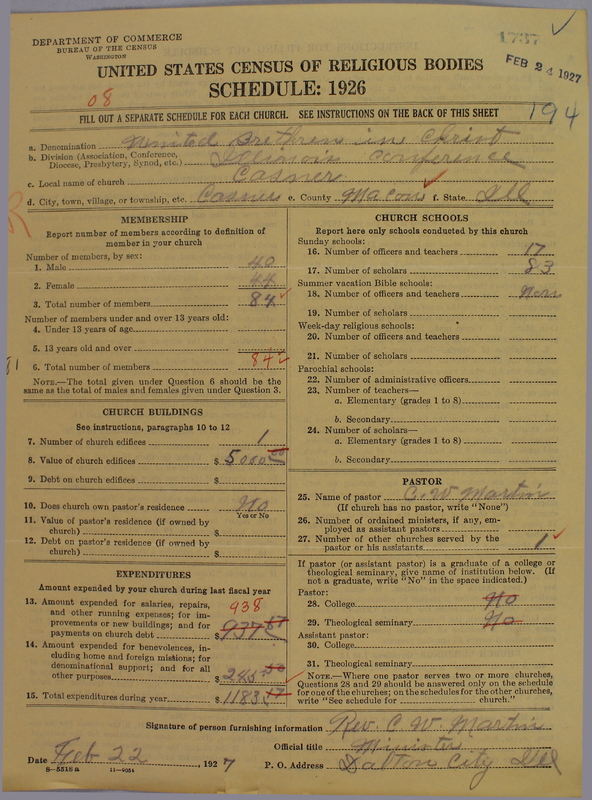 DEPARTMENT OF COMMERCE
BUREAU OF THE CENSUS
WASHINGTON
1737
FEB 24 1927
UNITED STATES CENSUS OF RELIGIOUS BODIES
SCHEDULE: 1926
08
194
FILL OUT A SEPARATE SCHEDULE FOR EACH CHURCH. SEE INSTRUCTIONS ON THE BACK OF THIS SHEET
a. Denomination United Brethren in Christ
b. Division (Association, Conference, Diocese, Presbytery, Synod, etc.) Illinois Conference
c. Local name of church Casner
d. City, town, village, or township, etc. Casner e. County Macon f. State Ill
R
MEMBERSHIP
Report number of members according to definition of
member in your church
Number of members, by sex:
1. Male 40
2. Female 44
3. Total number of members 84
Number of members under and over 13 years old:
4. Under 13 years of age
5. 13 years old and over
6. Total number of members 84
NOTE.—The total given under Question 6 should be
same as the total of males and females given under Question 3.
CHURCH BUILDINGS
See instructions, paragraphs 10 to 12
7. Number of church edifices 1
8. Value of church edifices $ 5000 00
9. Debt on church edifices $
10. Does church own pastor's residence No
Yes or No
11. Value of pastor's residence (if owned by
church) $
12. Debt on pastor's residence (if owned by
church) $
EXPENDITURES
Amount expended by your church during last fiscal year
13. Amount expended for salaries, repairs,
and other running expenses; for im-
provements or new buildings; and for
payments on church debt $ 937 57
938
14. Amount expended for benevolences, in-
cluding home and foreign missions; for
denominational support; and for all
other purposes $ 245 50
15. Total expenditures during year $ 1183 17
CHURCH SCHOOLS
Report here only schools conducted by this church
Sunday schools:
16. Number of officers and teachers 17
17. Number of scholars 83
Summer vacation Bible schools:
18. Number of officers and teachers None
19. Number of scholars
Week-day religious schools:
20. Number of officers and teachers
21. Number of scholars
Parochial schools:
22. Number of administrative officers
23. Number of teachers—
a. Elementary (grades 1 to 8)
b. Secondary
24. Number of scholars—
a. Elementary (grades 1 to 8)
b. Secondary
PASTOR
25. Name of pastor C. W. Martin
(If church has no pastor, write "None")
26. Number of ordained ministers, if any, em-
ployed as assistant pastors
27. Number of other churches served by the
pastor or his assistants 1
If pastor (or assistant pastor) is a graduate of a college or
theological seminary, give name of institution below. (If
not a graduate, write "No" in the space indicated.)
Pastor:
28. College No
29. Theological seminary No
Assistant pastor:
30. College
31. Theological seminary
NOTE.—Where one pastor serves two or more churches,
Questions 28 and 29 should be answered only on the schedule
for one of the churches; on the schedules for the other churches,
write "See schedule for church."
Signature of person furnishing information Rev. C. W. Martin
Official title Minister
Date Feb 22, 1927 P. O. Address Dalton City Ill
8-5518a 11-9054